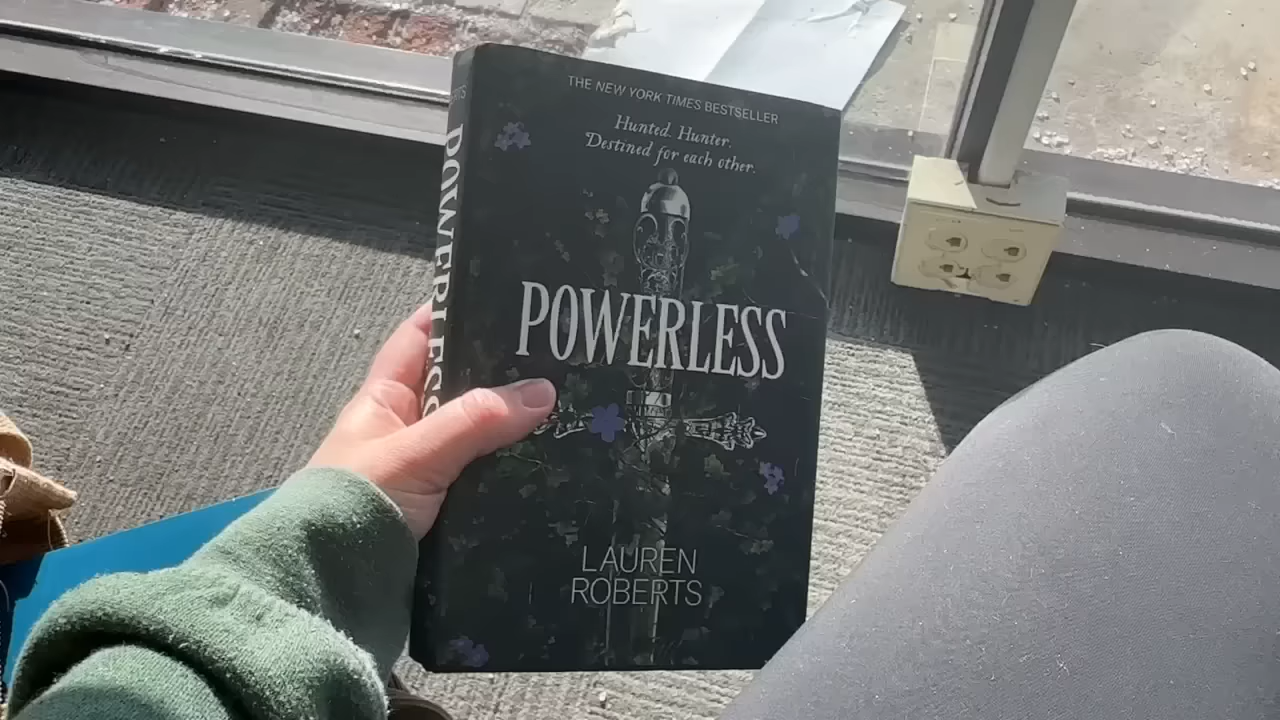 THE NEW YORK TIMES BESTSELLER
Hunted. Hunter.
Destined for each other.
POWERLESS
LAUREN
ROBERTS
POWERLESS